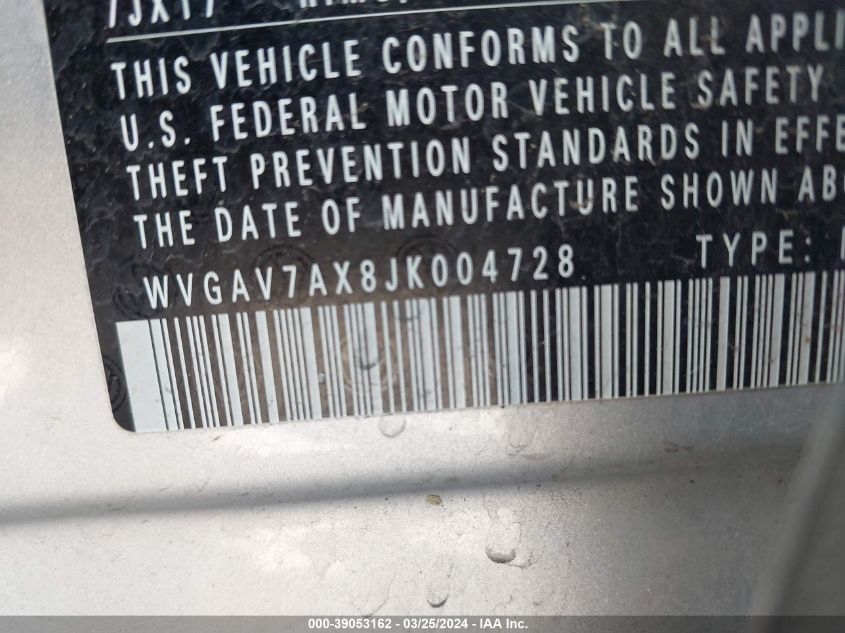 THIS VEHICLE CONFORMS TO ALL APPLI
U.S. FEDERAL MOTOR VEHICLE SAFETY
THEFT PREVENTION STANDARDS IN EFFE
THE DATE OF MANUFACTURE SHOWN AB
WVGAV7AX8JK004728 TYPE:
000-39053162 - 03/25/2024 - IAA Inc.